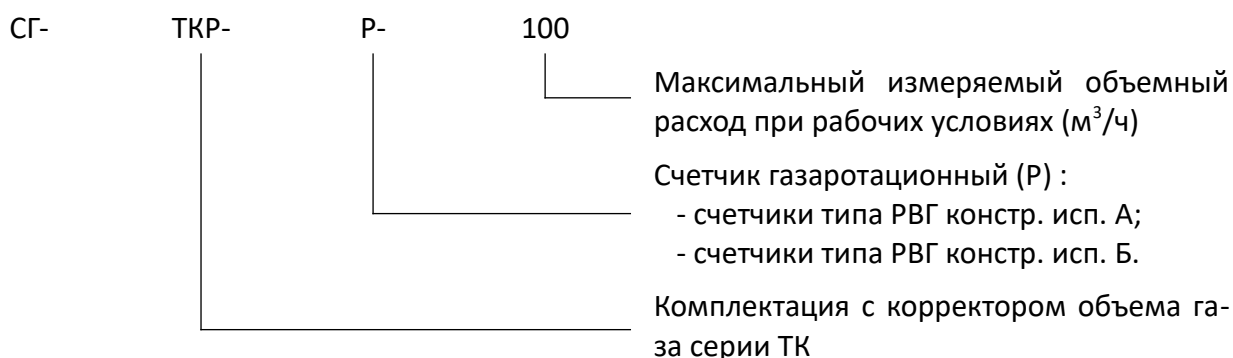 СГ- ТКР- Р- 100
Максимальный измеряемый объемный
расход при рабочих условиях (м³/ч)
Счетчик газаротационный (Р) :
- счетчики типа РВГ констр. исп. А;
- счетчики типа РВГ констр. исп. Б.
Комплектация с корректором объема га-
за серии ТК